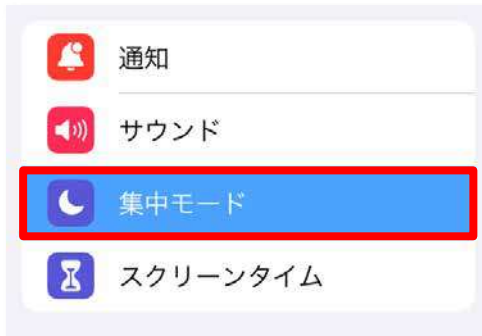 通知
サウンド
集中モード
スクリーンタイム